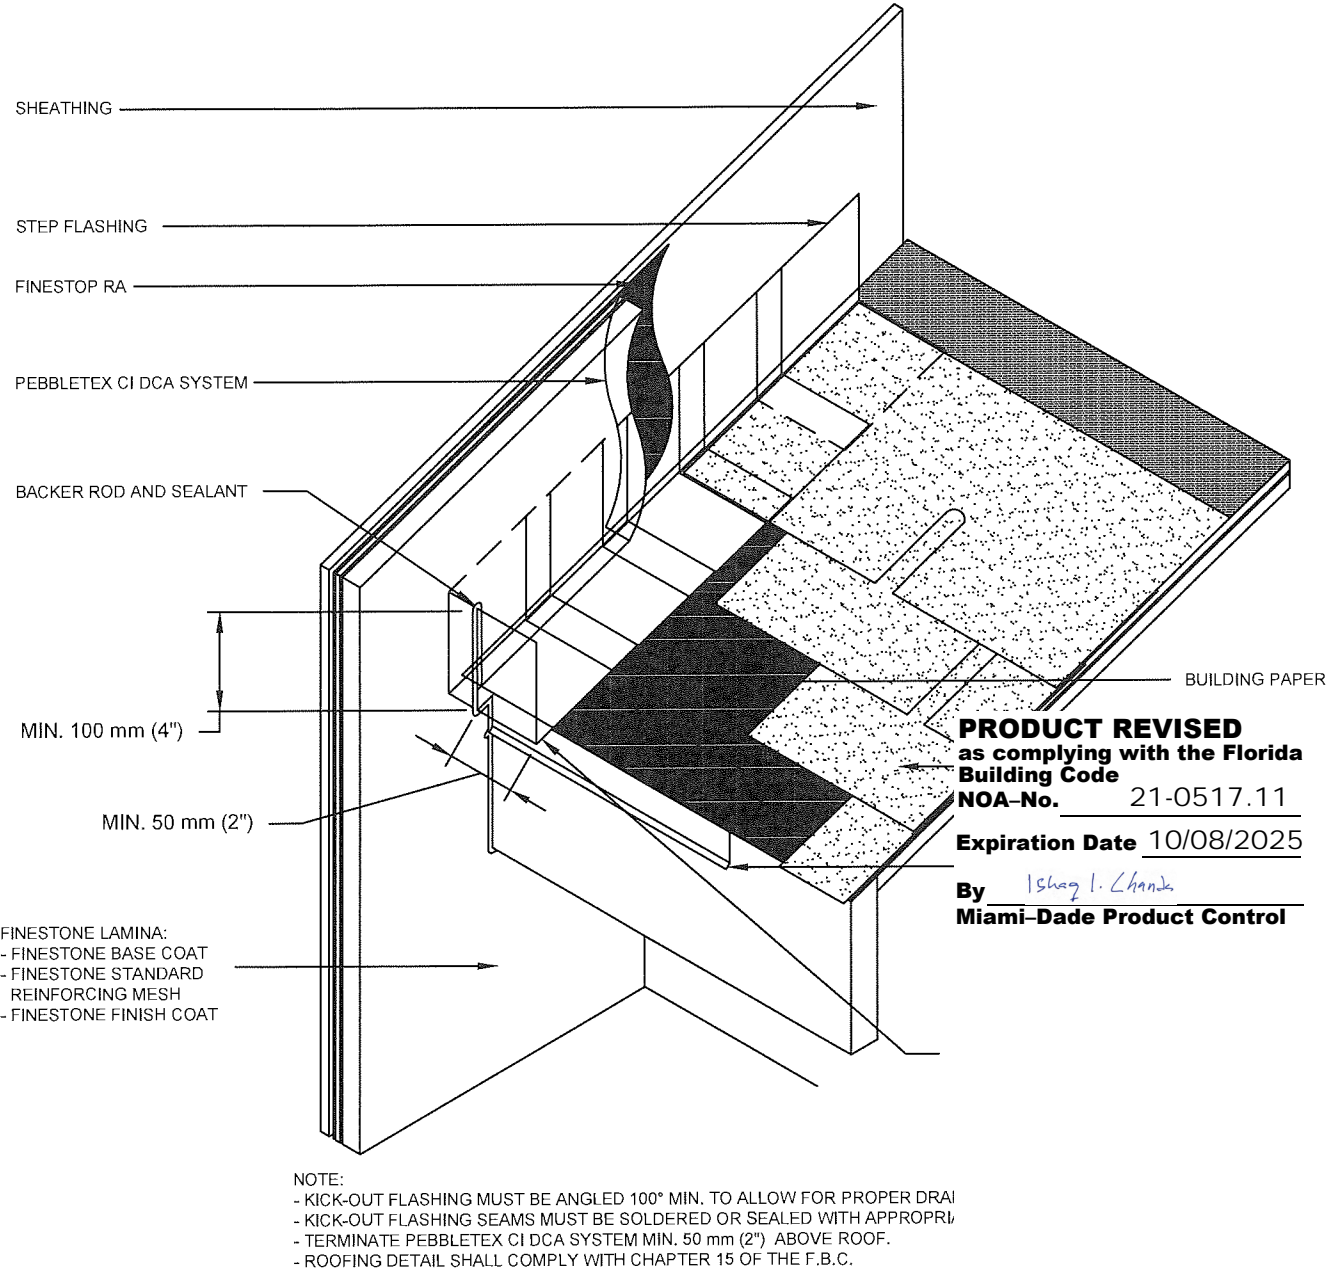 SHEATHING
STEP FLASHING
FINESTOP RA
PEBBLETEX CI DCA SYSTEM
BACKER ROD AND SEALANT
MIN. 100 mm (4")
MIN. 50 mm (2")
BUILDING PAPER
PRODUCT REVISED
as complying with the Florida
Building Code
NOA–No. 21-0517.11
Expiration Date 10/08/2025
By Ishaq I. Chanda
Miami–Dade Product Control
FINESTONE LAMINA:
- FINESTONE BASE COAT
- FINESTONE STANDARD
REINFORCING MESH
- FINESTONE FINISH COAT
NOTE:
- KICK-OUT FLASHING MUST BE ANGLED 100° MIN. TO ALLOW FOR PROPER DRAI
- KICK-OUT FLASHING SEAMS MUST BE SOLDERED OR SEALED WITH APPROPRI
- TERMINATE PEBBLETEX CI DCA SYSTEM MIN. 50 mm (2") ABOVE ROOF.
- ROOFING DETAIL SHALL COMPLY WITH CHAPTER 15 OF THE F.B.C.